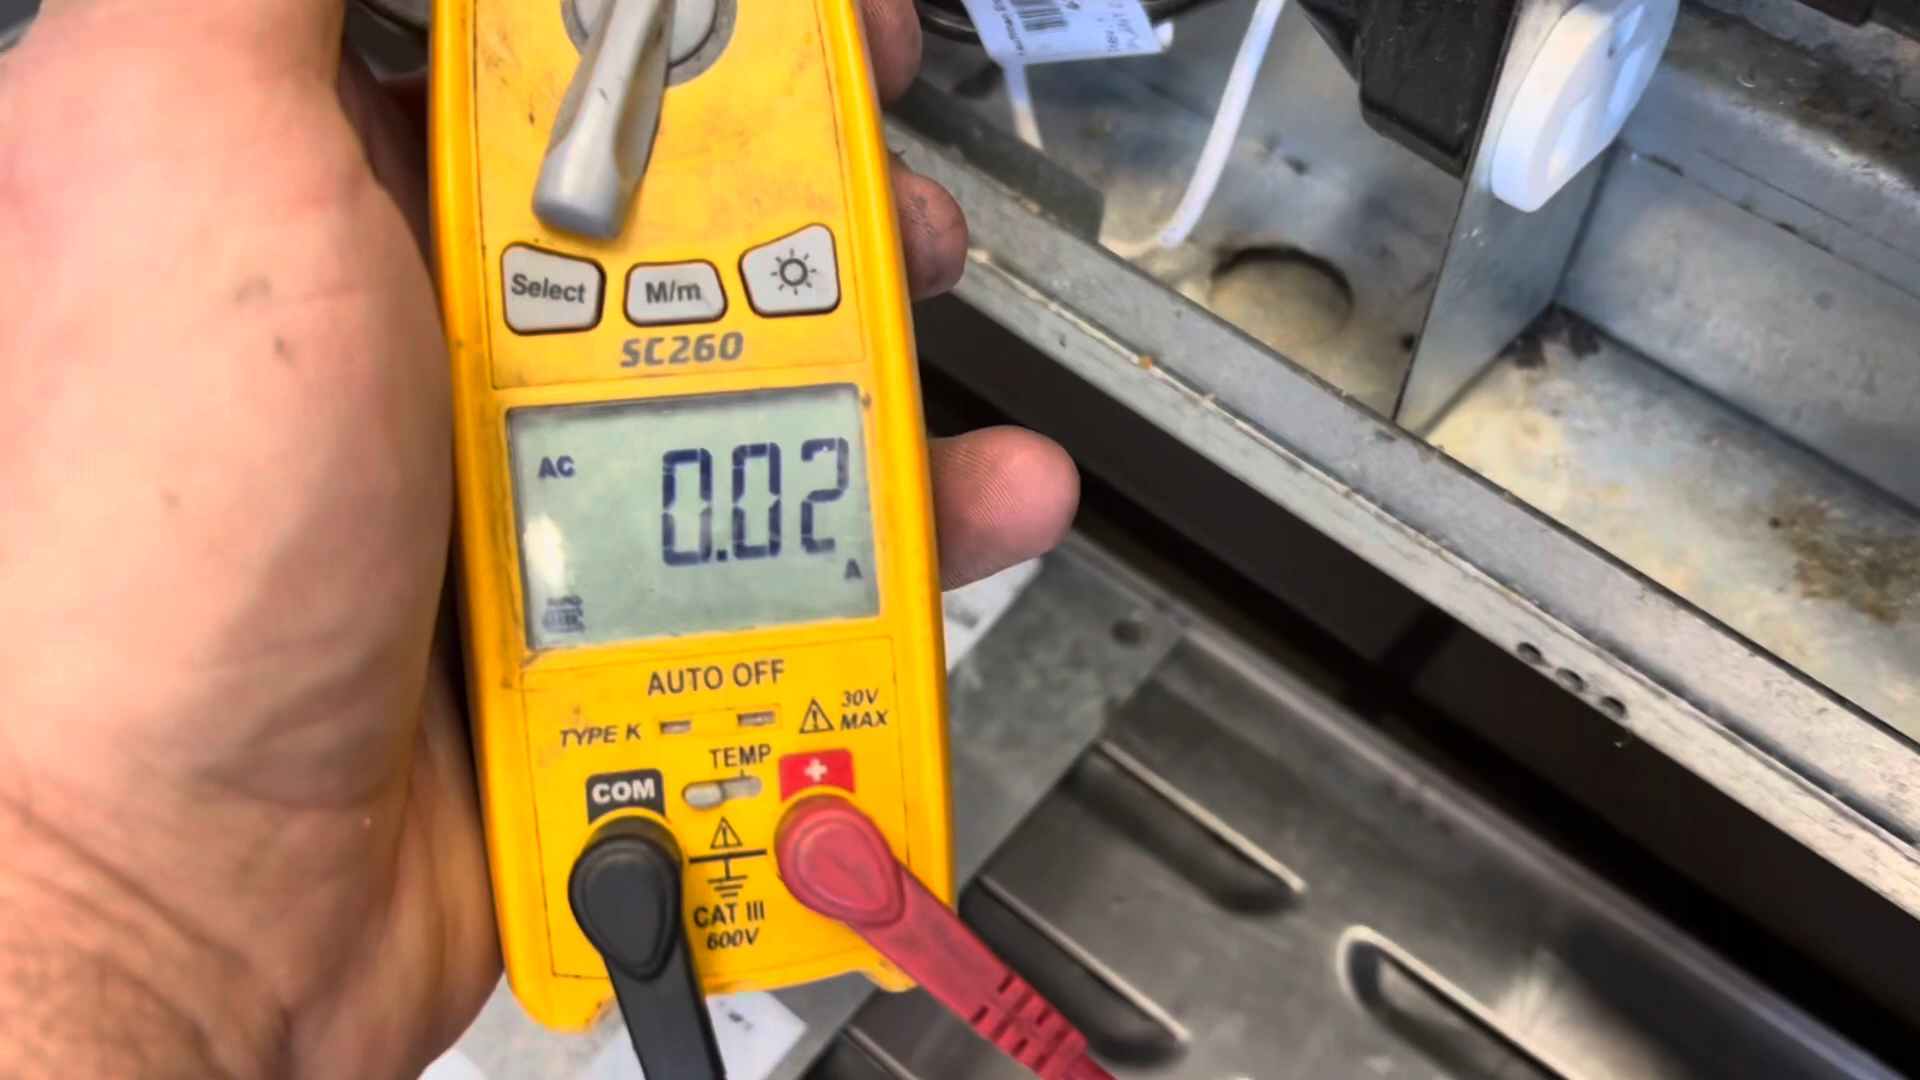 Select
M/m
SC260
AC
0.02
A
AUTO OFF
TYPE K
30V
MAX
TEMP
COM
+
CAT III
600V